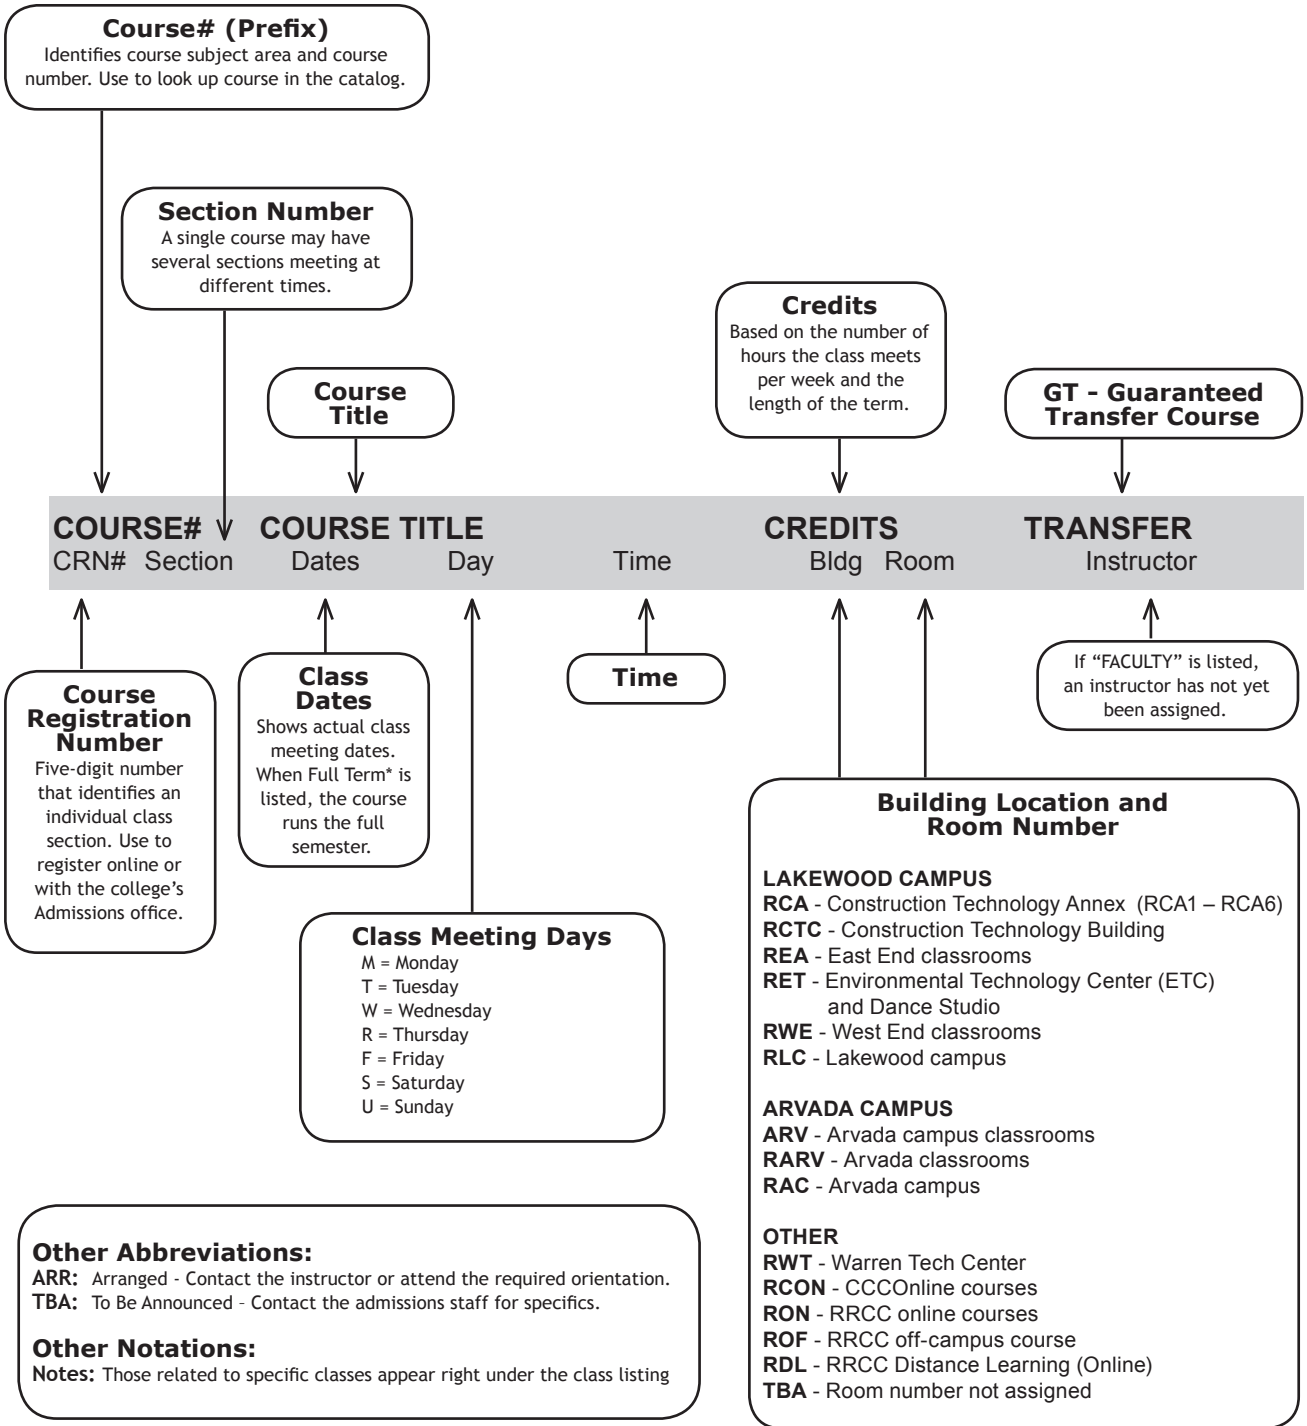 Course# (Prefix)
Identifies course subject area and course
number. Use to look up course in the catalog.
Section Number
A single course may have
several sections meeting at
different times.
Course
Title
Credits
Based on the number of
hours the class meets
per week and the
length of the term.
GT - Guaranteed
Transfer Course
COURSE# COURSE TITLE CREDITS TRANSFER
CRN# Section Dates Day Time Bldg Room Instructor
Course
Registration
Number
Five-digit number
that identifies an
individual class
section. Use to
register online or
with the college's
Admissions office.
Class
Dates
Shows actual class
meeting dates.
When Full Term* is
listed, the course
runs the full
semester.
Time
If “FACULTY” is listed,
an instructor has not yet
been assigned.
Class Meeting Days
M = Monday
T = Tuesday
W = Wednesday
R = Thursday
F = Friday
S = Saturday
U = Sunday
Building Location and
Room Number
LAKEWOOD CAMPUS
RCA - Construction Technology Annex (RCA1 – RCA6)
RCTC - Construction Technology Building
REA - East End classrooms
RET - Environmental Technology Center (ETC)
and Dance Studio
RWE - West End classrooms
RLC - Lakewood campus
ARVADA CAMPUS
ARV - Arvada campus classrooms
RARV - Arvada classrooms
RAC - Arvada campus
OTHER
RWT - Warren Tech Center
RCON - CCCOnline courses
RON - RRCC online courses
ROF - RRCC off-campus course
RDL - RRCC Distance Learning (Online)
TBA - Room number not assigned
Other Abbreviations:
ARR: Arranged - Contact the instructor or attend the required orientation.
TBA: To Be Announced – Contact the admissions staff for specifics.
Other Notations:
Notes: Those related to specific classes appear right under the class listing